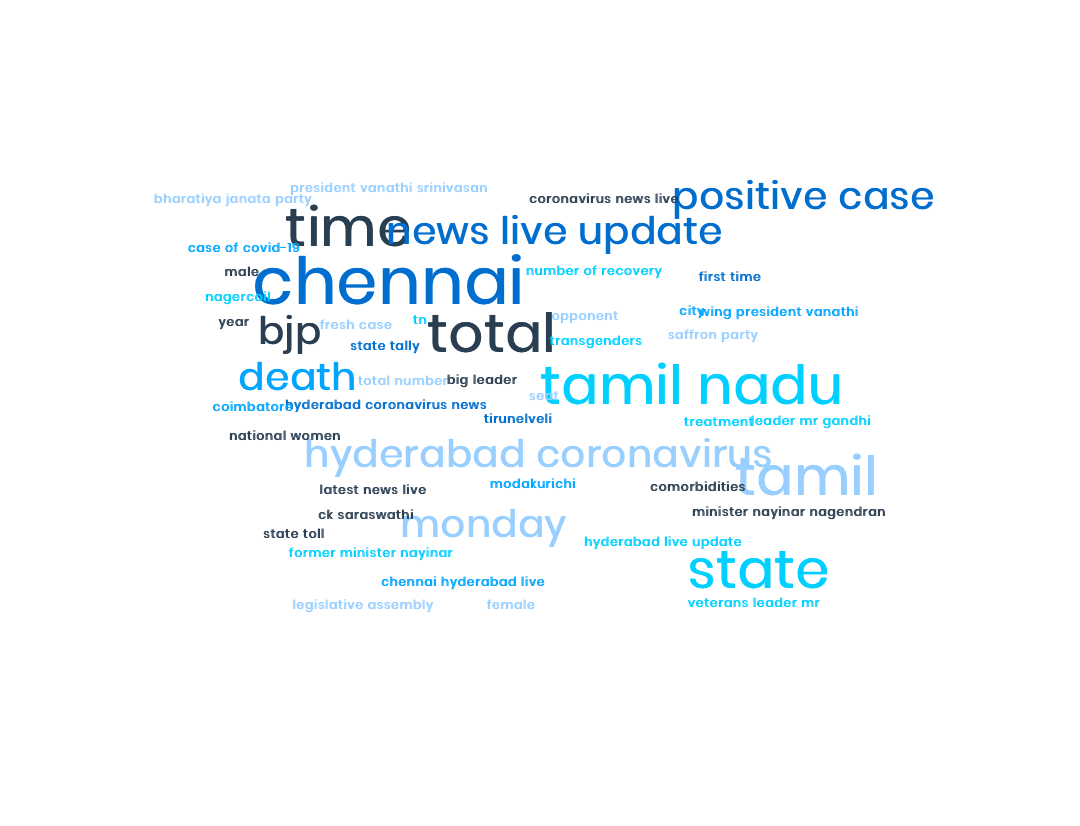 president vanathi srinivasan
bharatiya janata party
coronavirus news live
positive case
time
news live update
case of covid-19
male
chennai
number of recovery
first time
nagercoil
year
bjp
fresh case
tn
total
opponent
city
wing president vanathi
state tally
transgenders
saffron party
death
total number
big leader
tamil nadu
seat
coimbatore
hyderabad coronavirus news
tirunelveli
treatment
leader mr gandhi
national women
hyderabad coronavirus
tamil
latest news live
modakurichi
comorbidities
ck saraswathi
monday
minister nayinar nagendran
state toll
former minister nayinar
hyderabad live update
state
chennai hyderabad live
legislative assembly
female
veterans leader mr